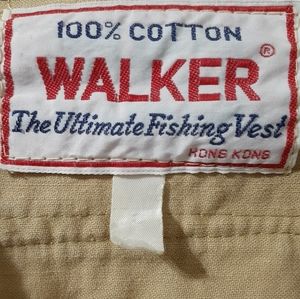 100% COTTON
WALKER®
The Ultimate Fishing Vest
HONG KONG